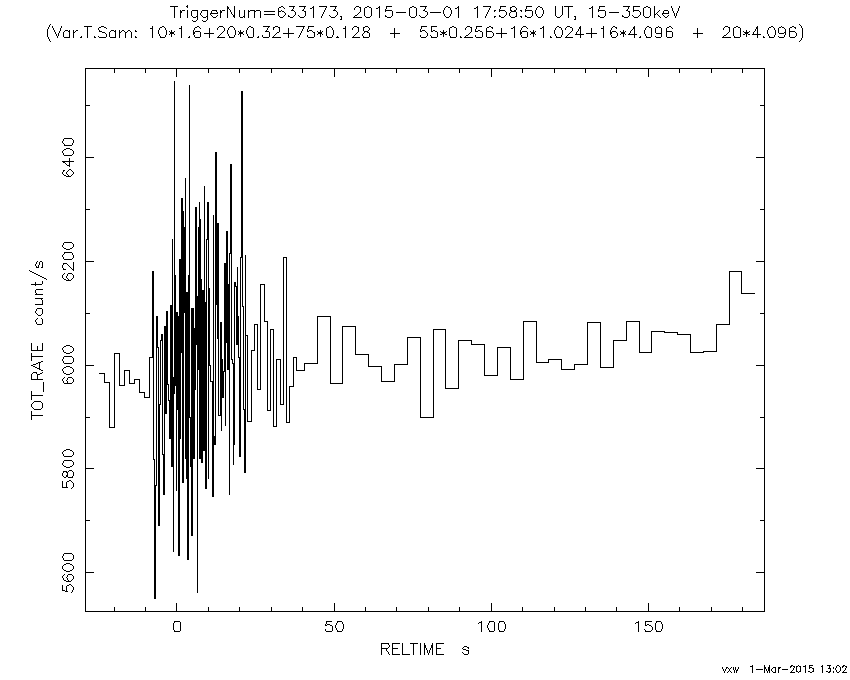 TriggerNum=633173, 2015-03-01 17:58:50 UT, 15-350keV
(Var.T.Sam: 10*1.6+20*0.32+75*0.128 + 55*0.256+16*1.024+16*4.096 + 20*4.096)
TOT_RATE count/s
6400
6200
6000
5800
5600
0 50 100 150
RELTIME s
vxw 1-Mar-2015 13:02